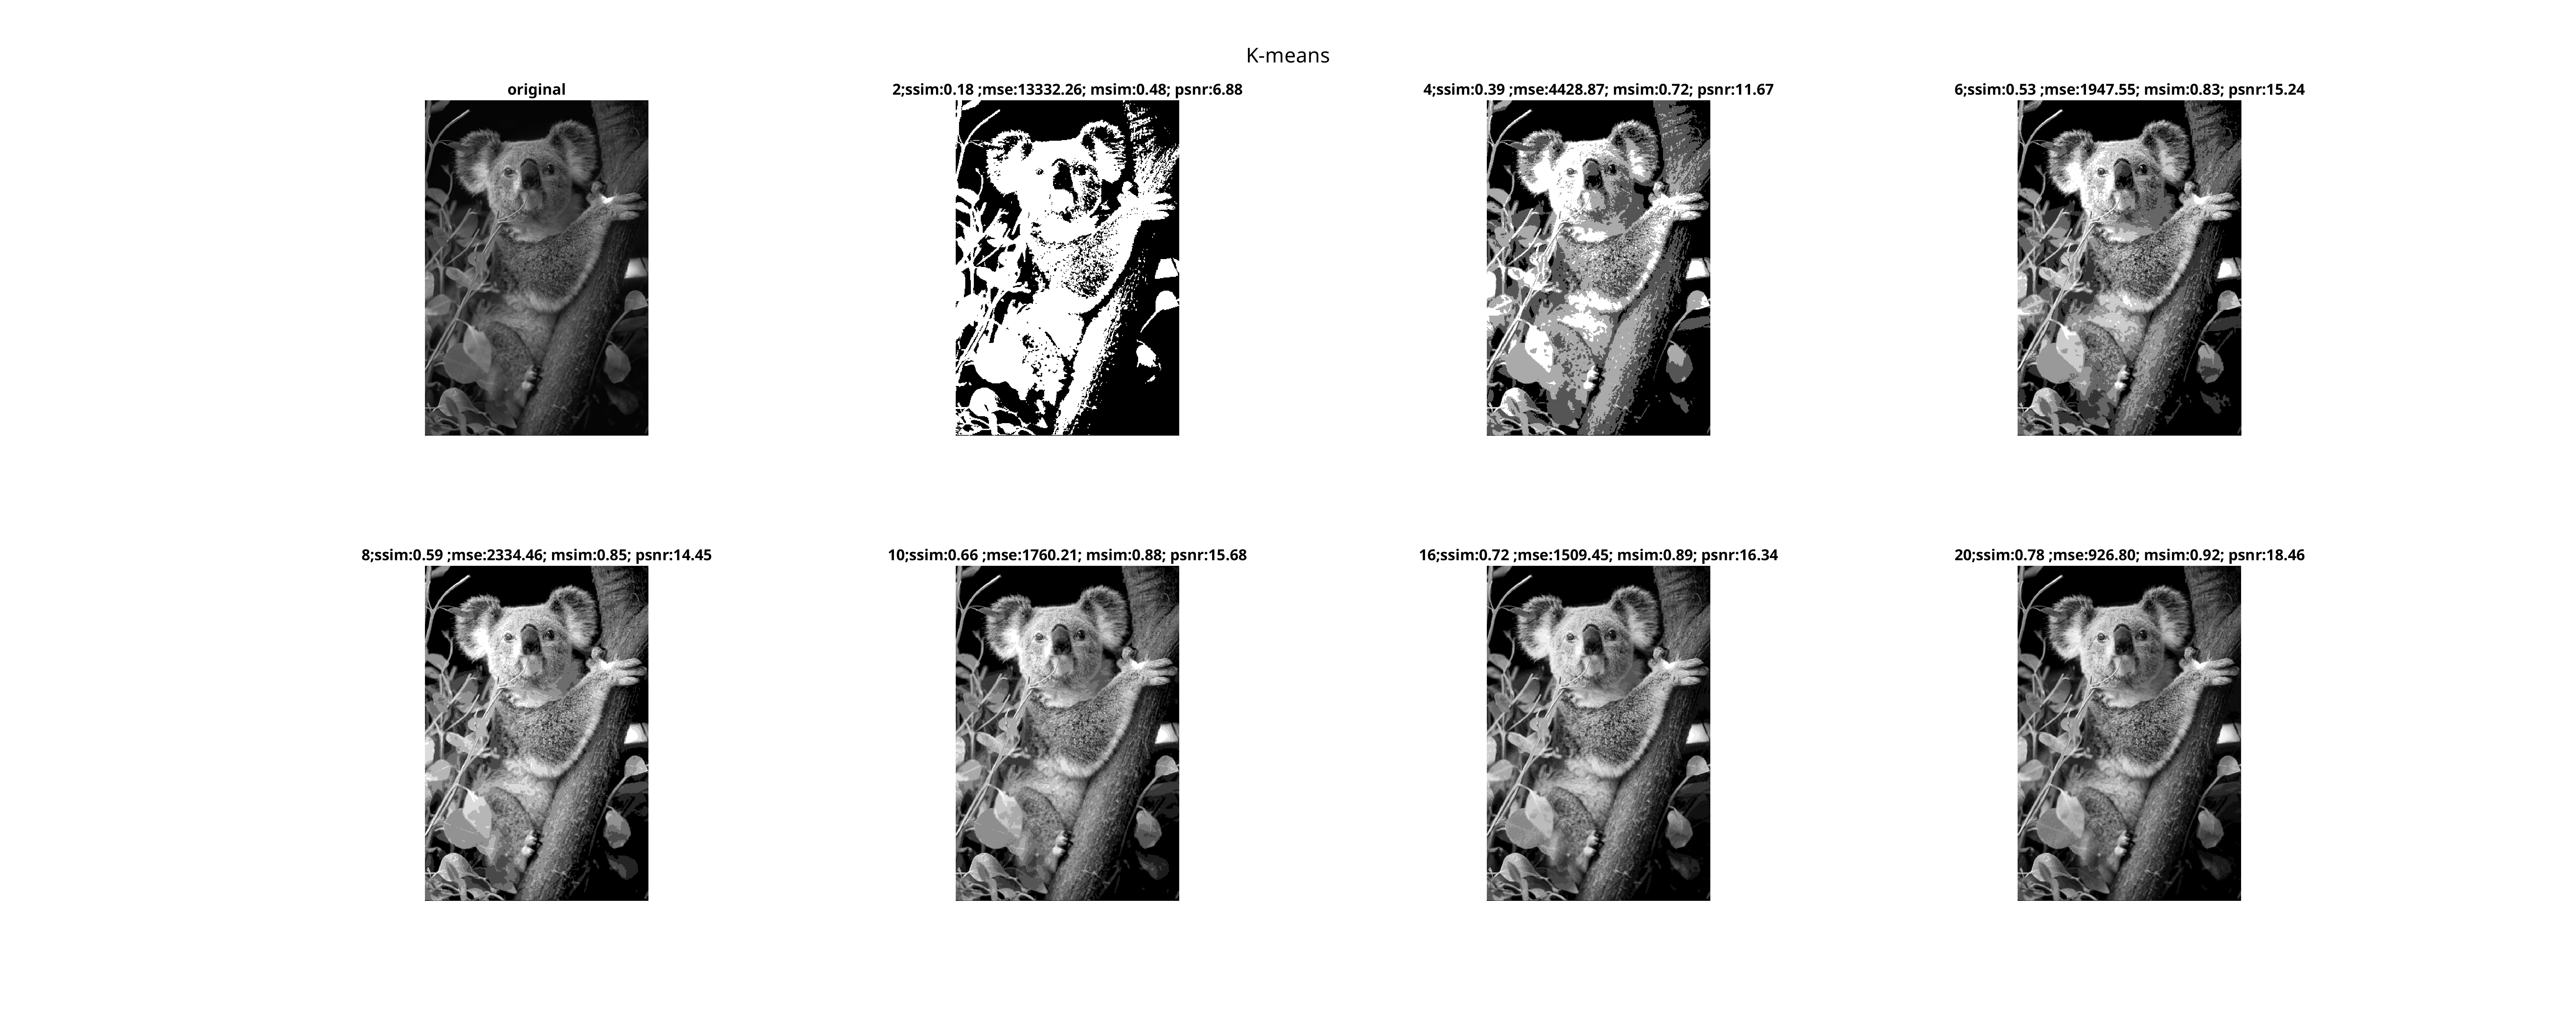 K-means
original
2;ssim:0.18 ;mse:13332.26; msim:0.48; psnr:6.88
4;ssim:0.39 ;mse:4428.87; msim:0.72; psnr:11.67
6;ssim:0.53 ;mse:1947.55; msim:0.83; psnr:15.24
8;ssim:0.59 ;mse:2334.46; msim:0.85; psnr:14.45
10;ssim:0.66 ;mse:1760.21; msim:0.88; psnr:15.68
16;ssim:0.72 ;mse:1509.45; msim:0.89; psnr:16.34
20;ssim:0.78 ;mse:926.80; msim:0.92; psnr:18.46